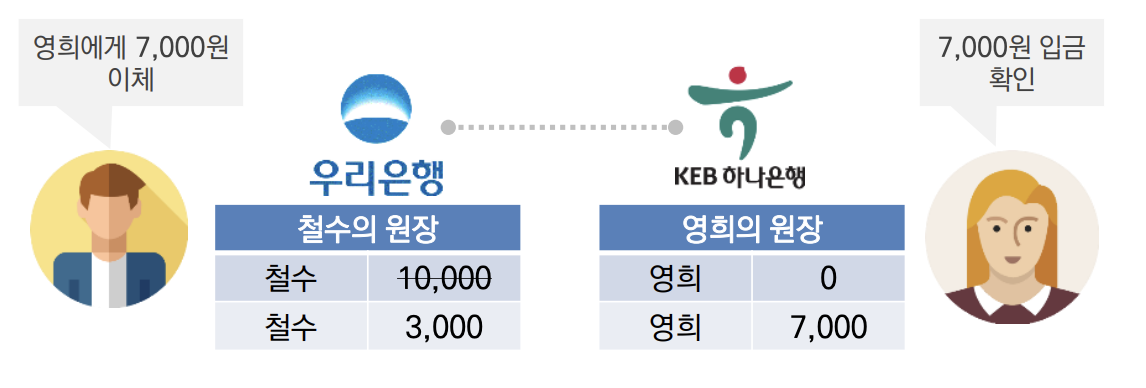 영희에게 7,000원
이체
7,000원 입금
확인
우리은행
KEB 하나은행
철수의 원장
철수 10,000
철수 3,000
영희의 원장
영희 0
영희 7,000